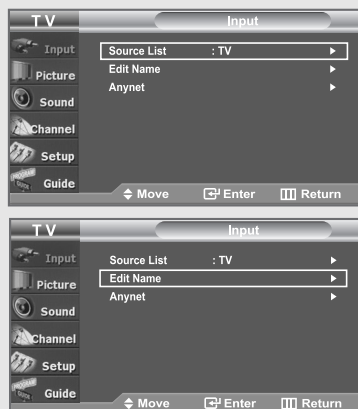 TV Input
Input
Picture
Sound
Channel
Setup
Guide
Source List : TV
Edit Name
Anynet
Move Enter Return
TV Input
Input
Picture
Sound
Channel
Setup
Guide
Source List : TV
Edit Name
Anynet
Move Enter Return